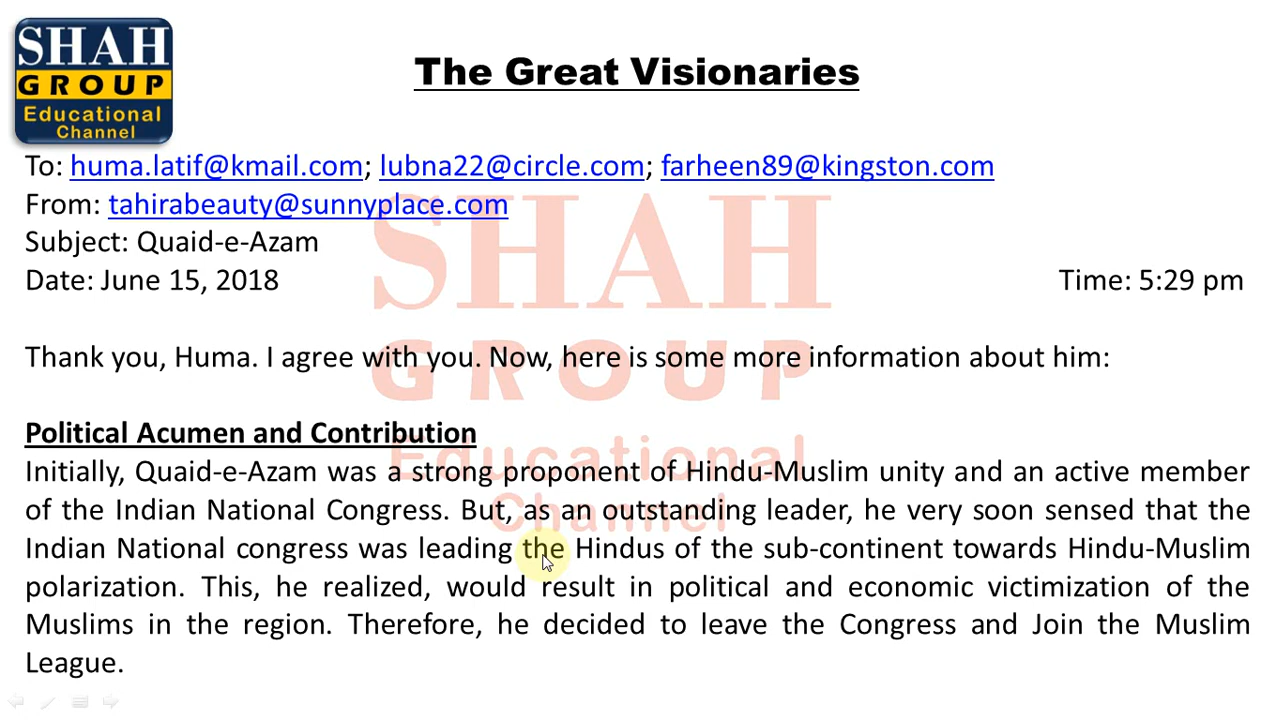 SHAH
GROUP
Educational
Channel
The Great Visionaries
To: huma.latif@kmail.com; lubna22@circle.com; farheen89@kingston.com
From: tahirabeauty@sunnyplace.com
Subject: Quaid-e-Azam
Date: June 15, 2018 Time: 5:29 pm
SHAH
GROUP
Educational
Channel
Thank you, Huma. I agree with you. Now, here is some more information about him:
Political Acumen and Contribution
Initially, Quaid-e-Azam was a strong proponent of Hindu-Muslim unity and an active member
of the Indian National Congress. But, as an outstanding leader, he very soon sensed that the
Indian National congress was leading the Hindus of the sub-continent towards Hindu-Muslim
polarization. This, he realized, would result in political and economic victimization of the
Muslims in the region. Therefore, he decided to leave the Congress and Join the Muslim
League.